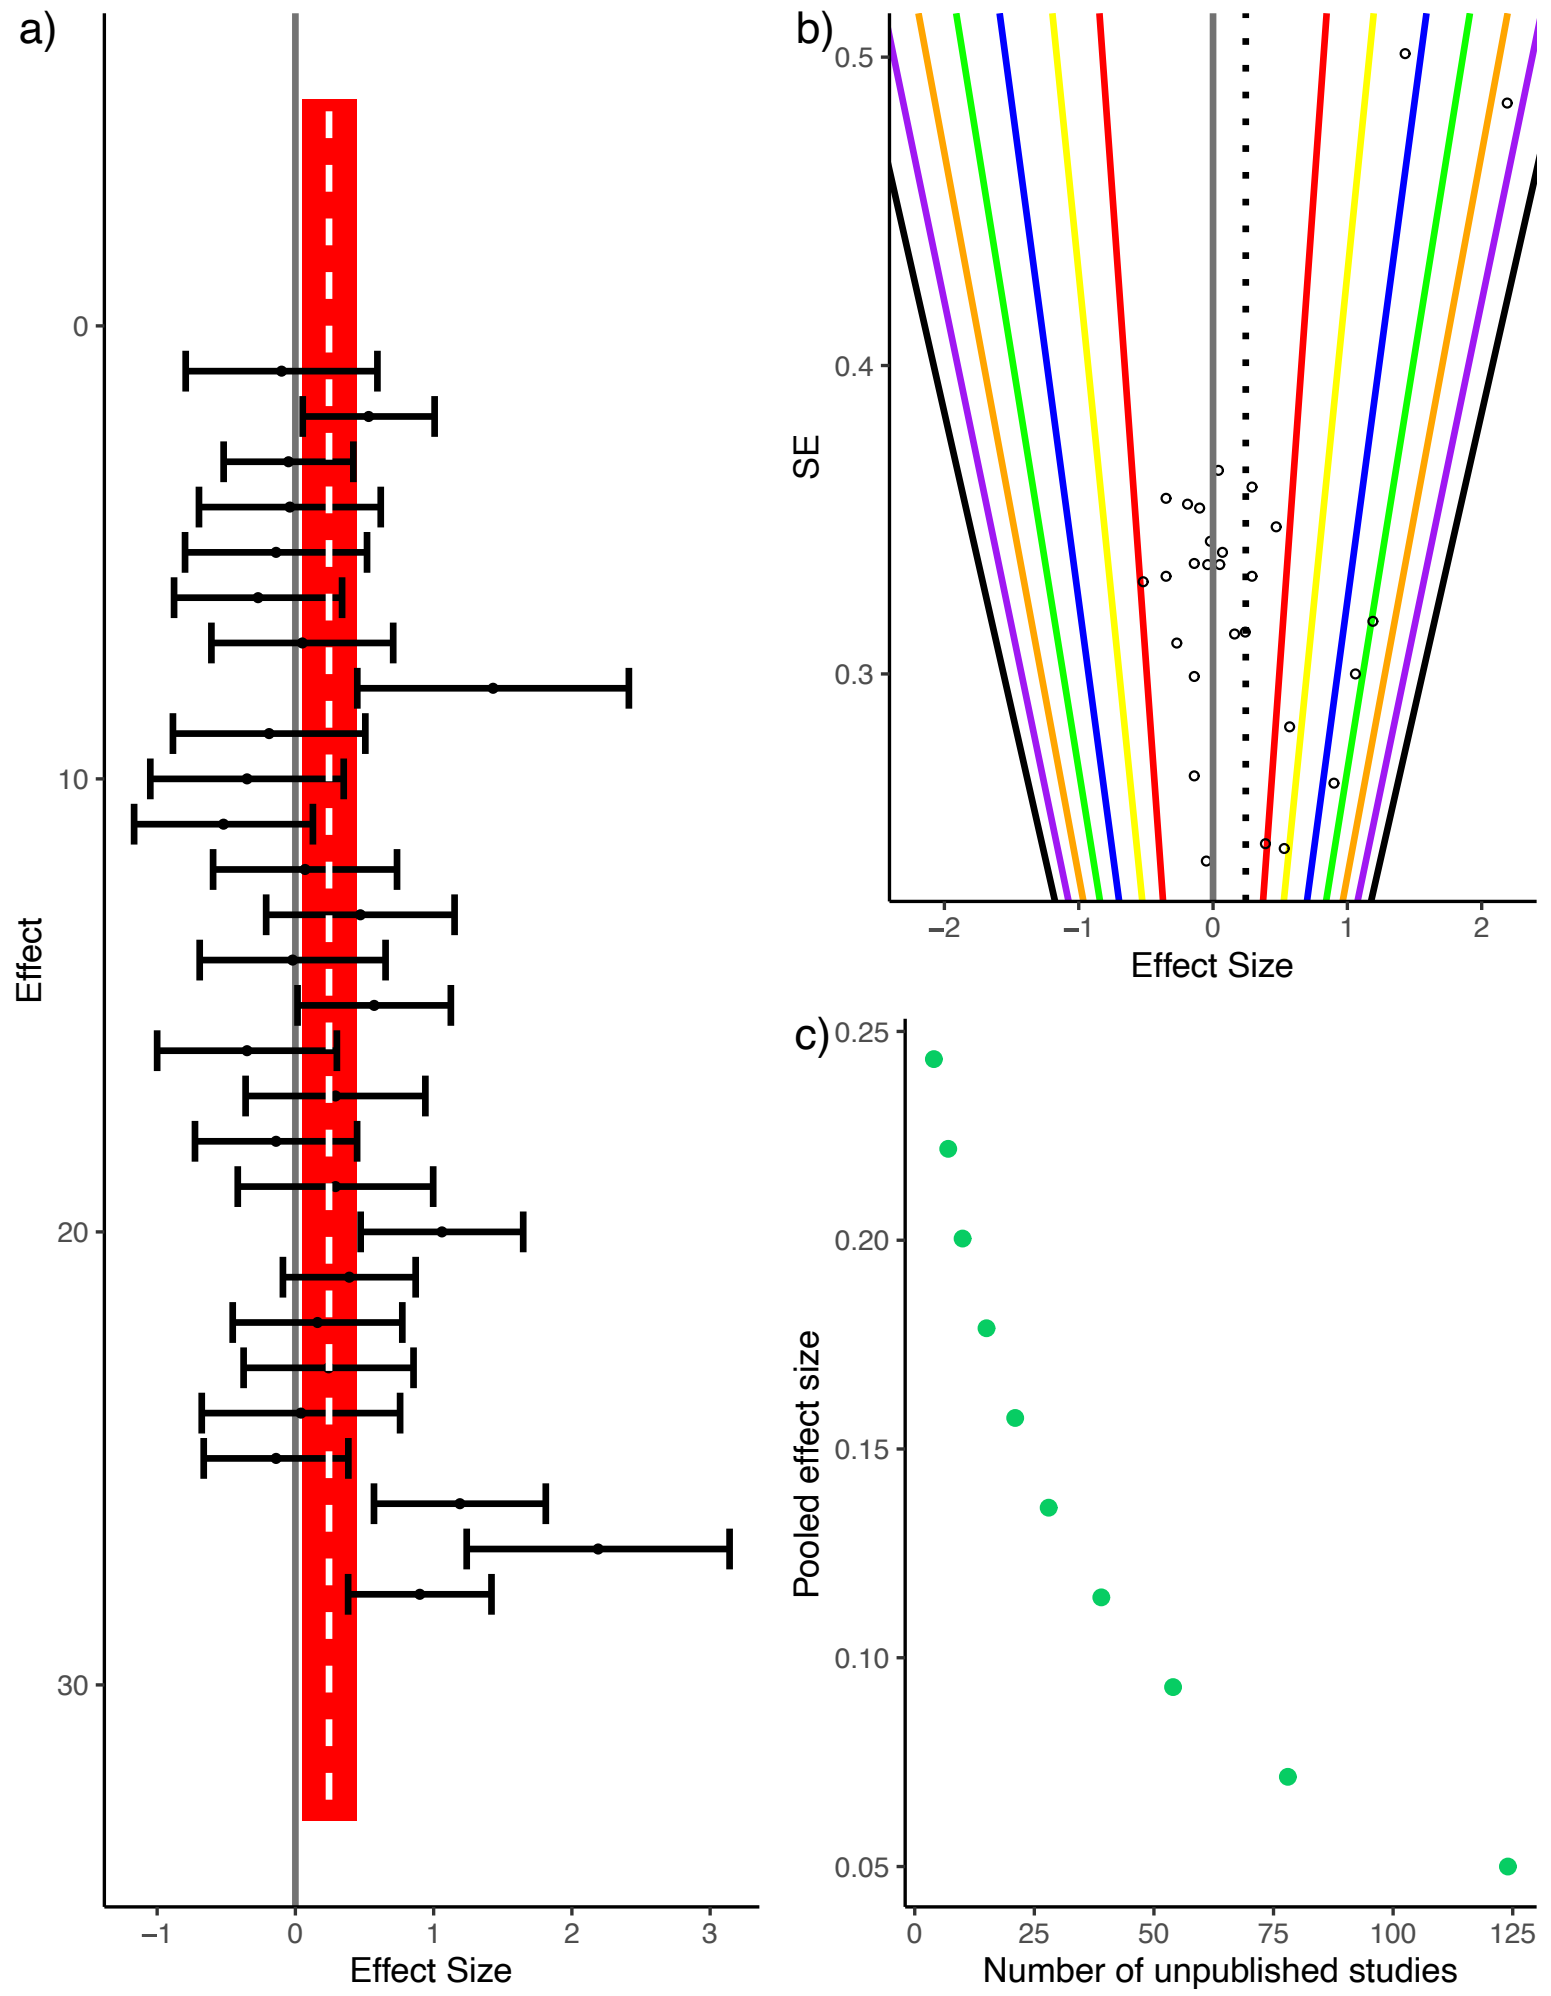 a)
0
10
20
30
Effect
−1 0 1 2 3
Effect Size
b)
0.5
0.4
0.3
SE
−2 −1 0 1 2
Effect Size
c)
0.25
0.20
0.15
0.10
0.05
Pooled effect size
0 25 50 75 100 125
Number of unpublished studies